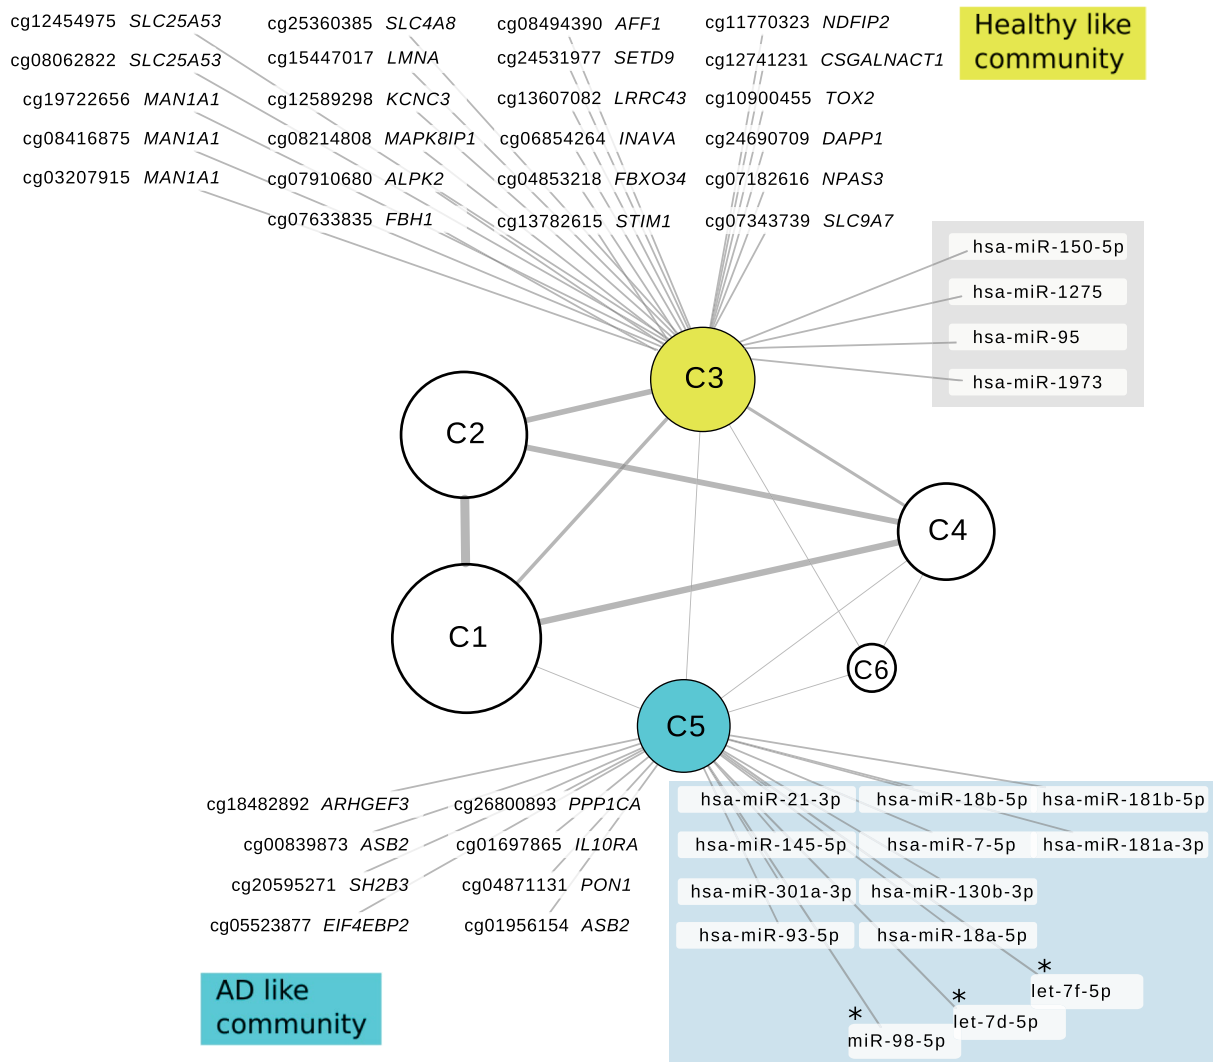 cg12454975 SLC25A53 cg25360385 SLC4A8 cg08494390 AFF1 cg11770323 NDFIP2
cg08062822 SLC25A53 cg15447017 LMNA cg24531977 SETD9 cg12741231 CSGALNACT1
cg19722656 MAN1A1 cg12589298 KCNC3 cg13607082 LRRC43 cg10900455 TOX2
cg08416875 MAN1A1 cg08214808 MAPK8IP1 cg06854264 INAVA cg24690709 DAPP1
cg03207915 MAN1A1 cg07910680 ALPK2 cg04853218 FBXO34 cg07182616 NPAS3
cg07633835 FBH1 cg13782615 STIM1 cg07343739 SLC9A7
Healthy like
community
hsa-miR-150-5p
hsa-miR-1275
hsa-miR-95
hsa-miR-1973
C3
C2
C4
C1
C6
C5
cg18482892 ARHGEF3 cg26800893 PPP1CA
cg00839873 ASB2 cg01697865 IL10RA
cg20595271 SH2B3 cg04871131 PON1
cg05523877 EIF4EBP2 cg01956154 ASB2
hsa-miR-21-3p hsa-miR-18b-5p hsa-miR-181b-5p
hsa-miR-145-5p hsa-miR-7-5p hsa-miR-181a-3p
hsa-miR-301a-3p hsa-miR-130b-3p
hsa-miR-93-5p hsa-miR-18a-5p
*
let-7f-5p
*
let-7d-5p
*
miR-98-5p
AD like
community